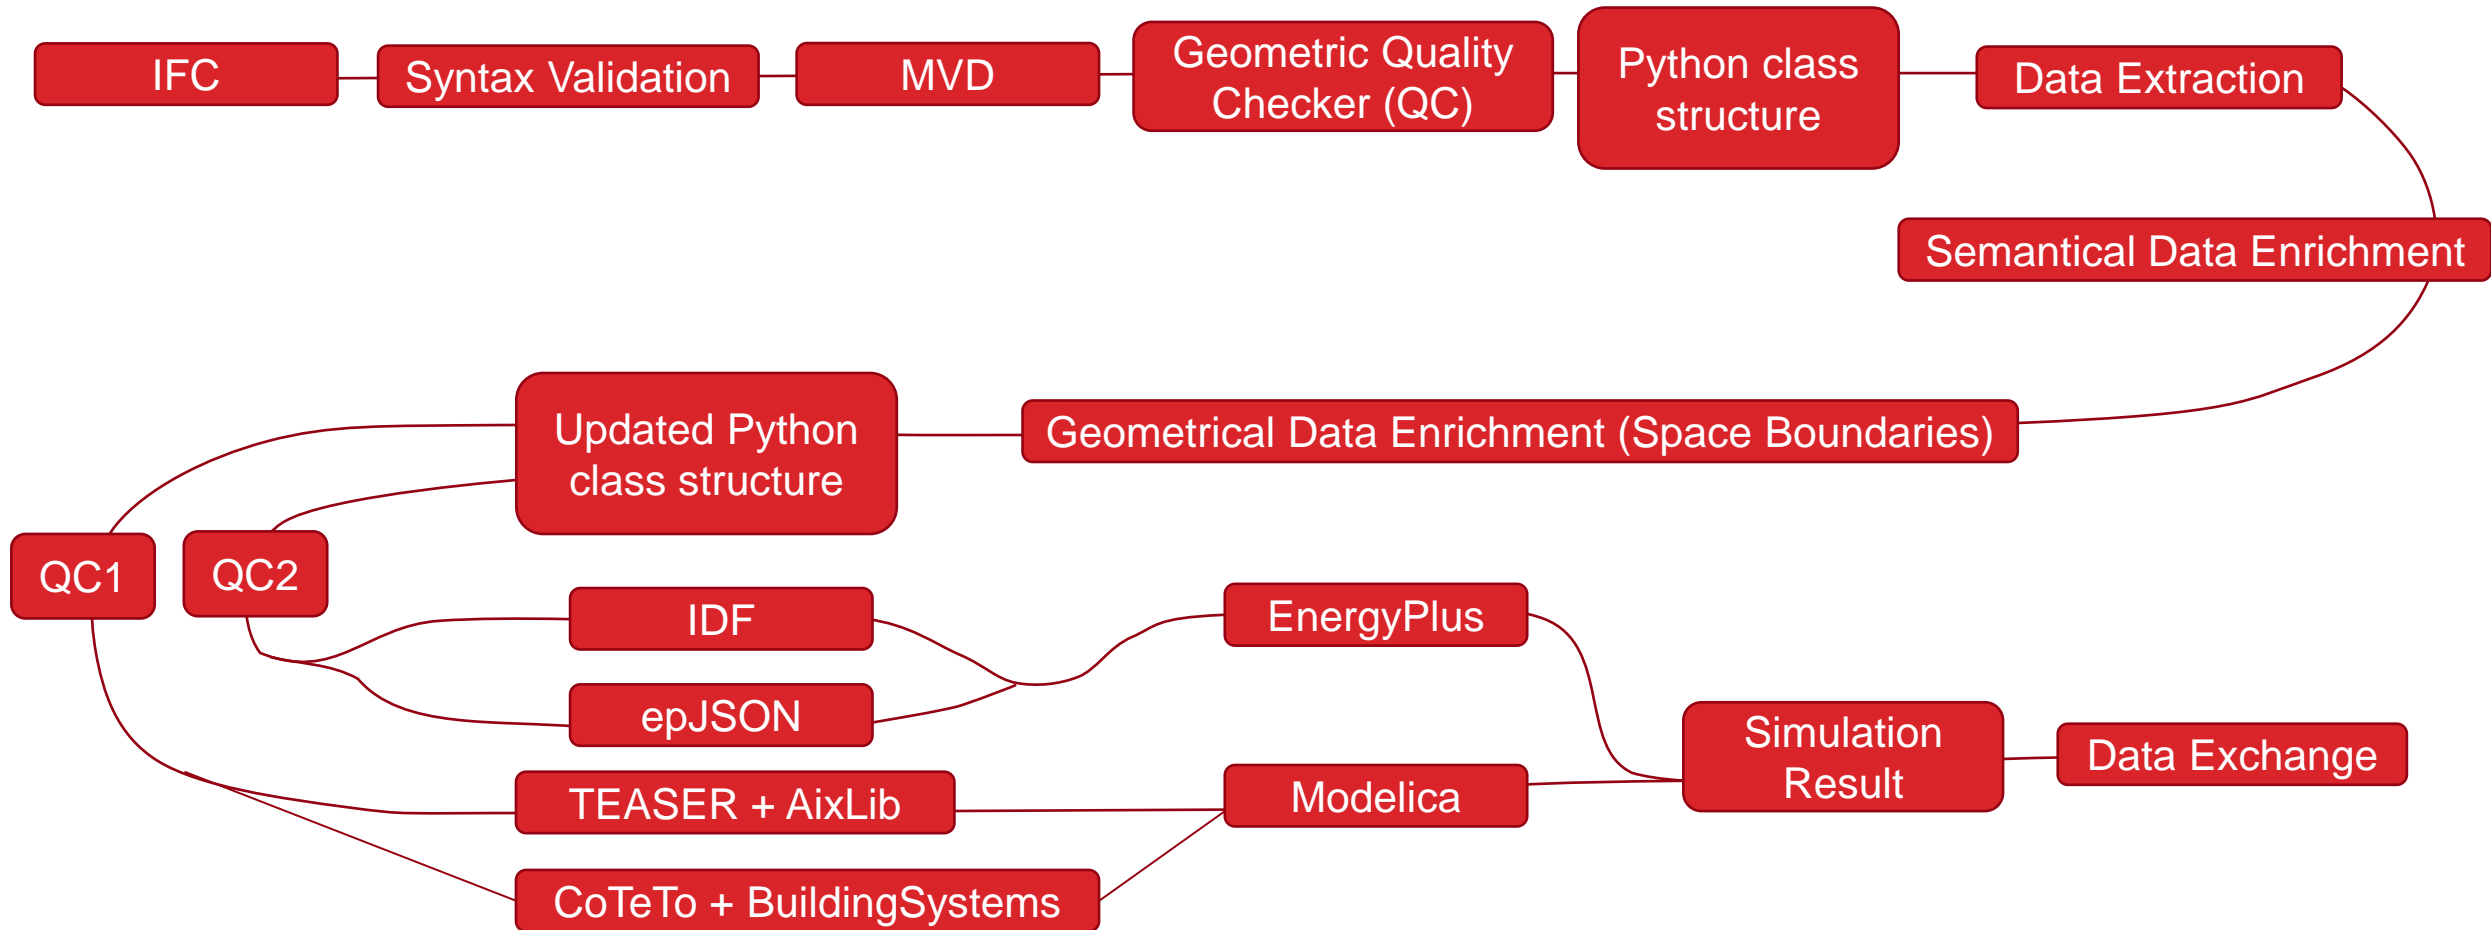 IFC
Syntax Validation
MVD
Geometric Quality
Checker (QC)
Python class
structure
Data Extraction
Semantical Data Enrichment
Geometrical Data Enrichment (Space Boundaries)
Updated Python
class structure
QC1
QC2
IDF
epJSON
TEASER + AixLib
CoTeTo + BuildingSystems
EnergyPlus
Modelica
Simulation
Result
Data Exchange